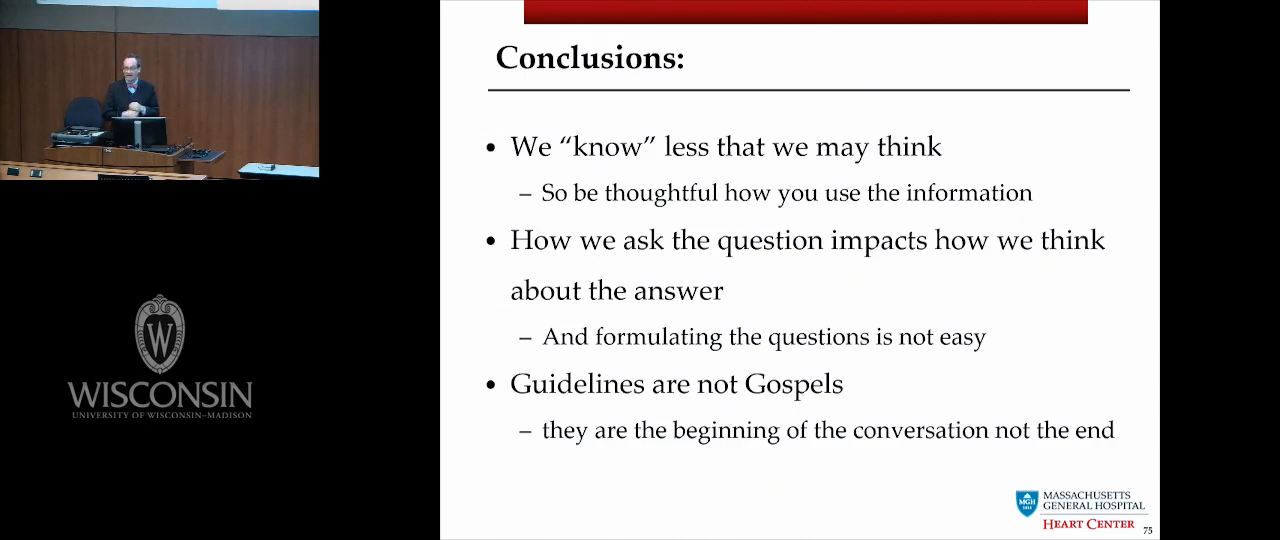 Conclusions:
• We “know” less that we may think
– So be thoughtful how you use the information
• How we ask the question impacts how we think
about the answer
– And formulating the questions is not easy
• Guidelines are not Gospels
– they are the beginning of the conversation not the end
W
WISCONSIN
UNIVERSITY OF WISCONSIN–MADISON
MGH
1811
MASSACHUSETTS
GENERAL HOSPITAL
HEART CENTER
75